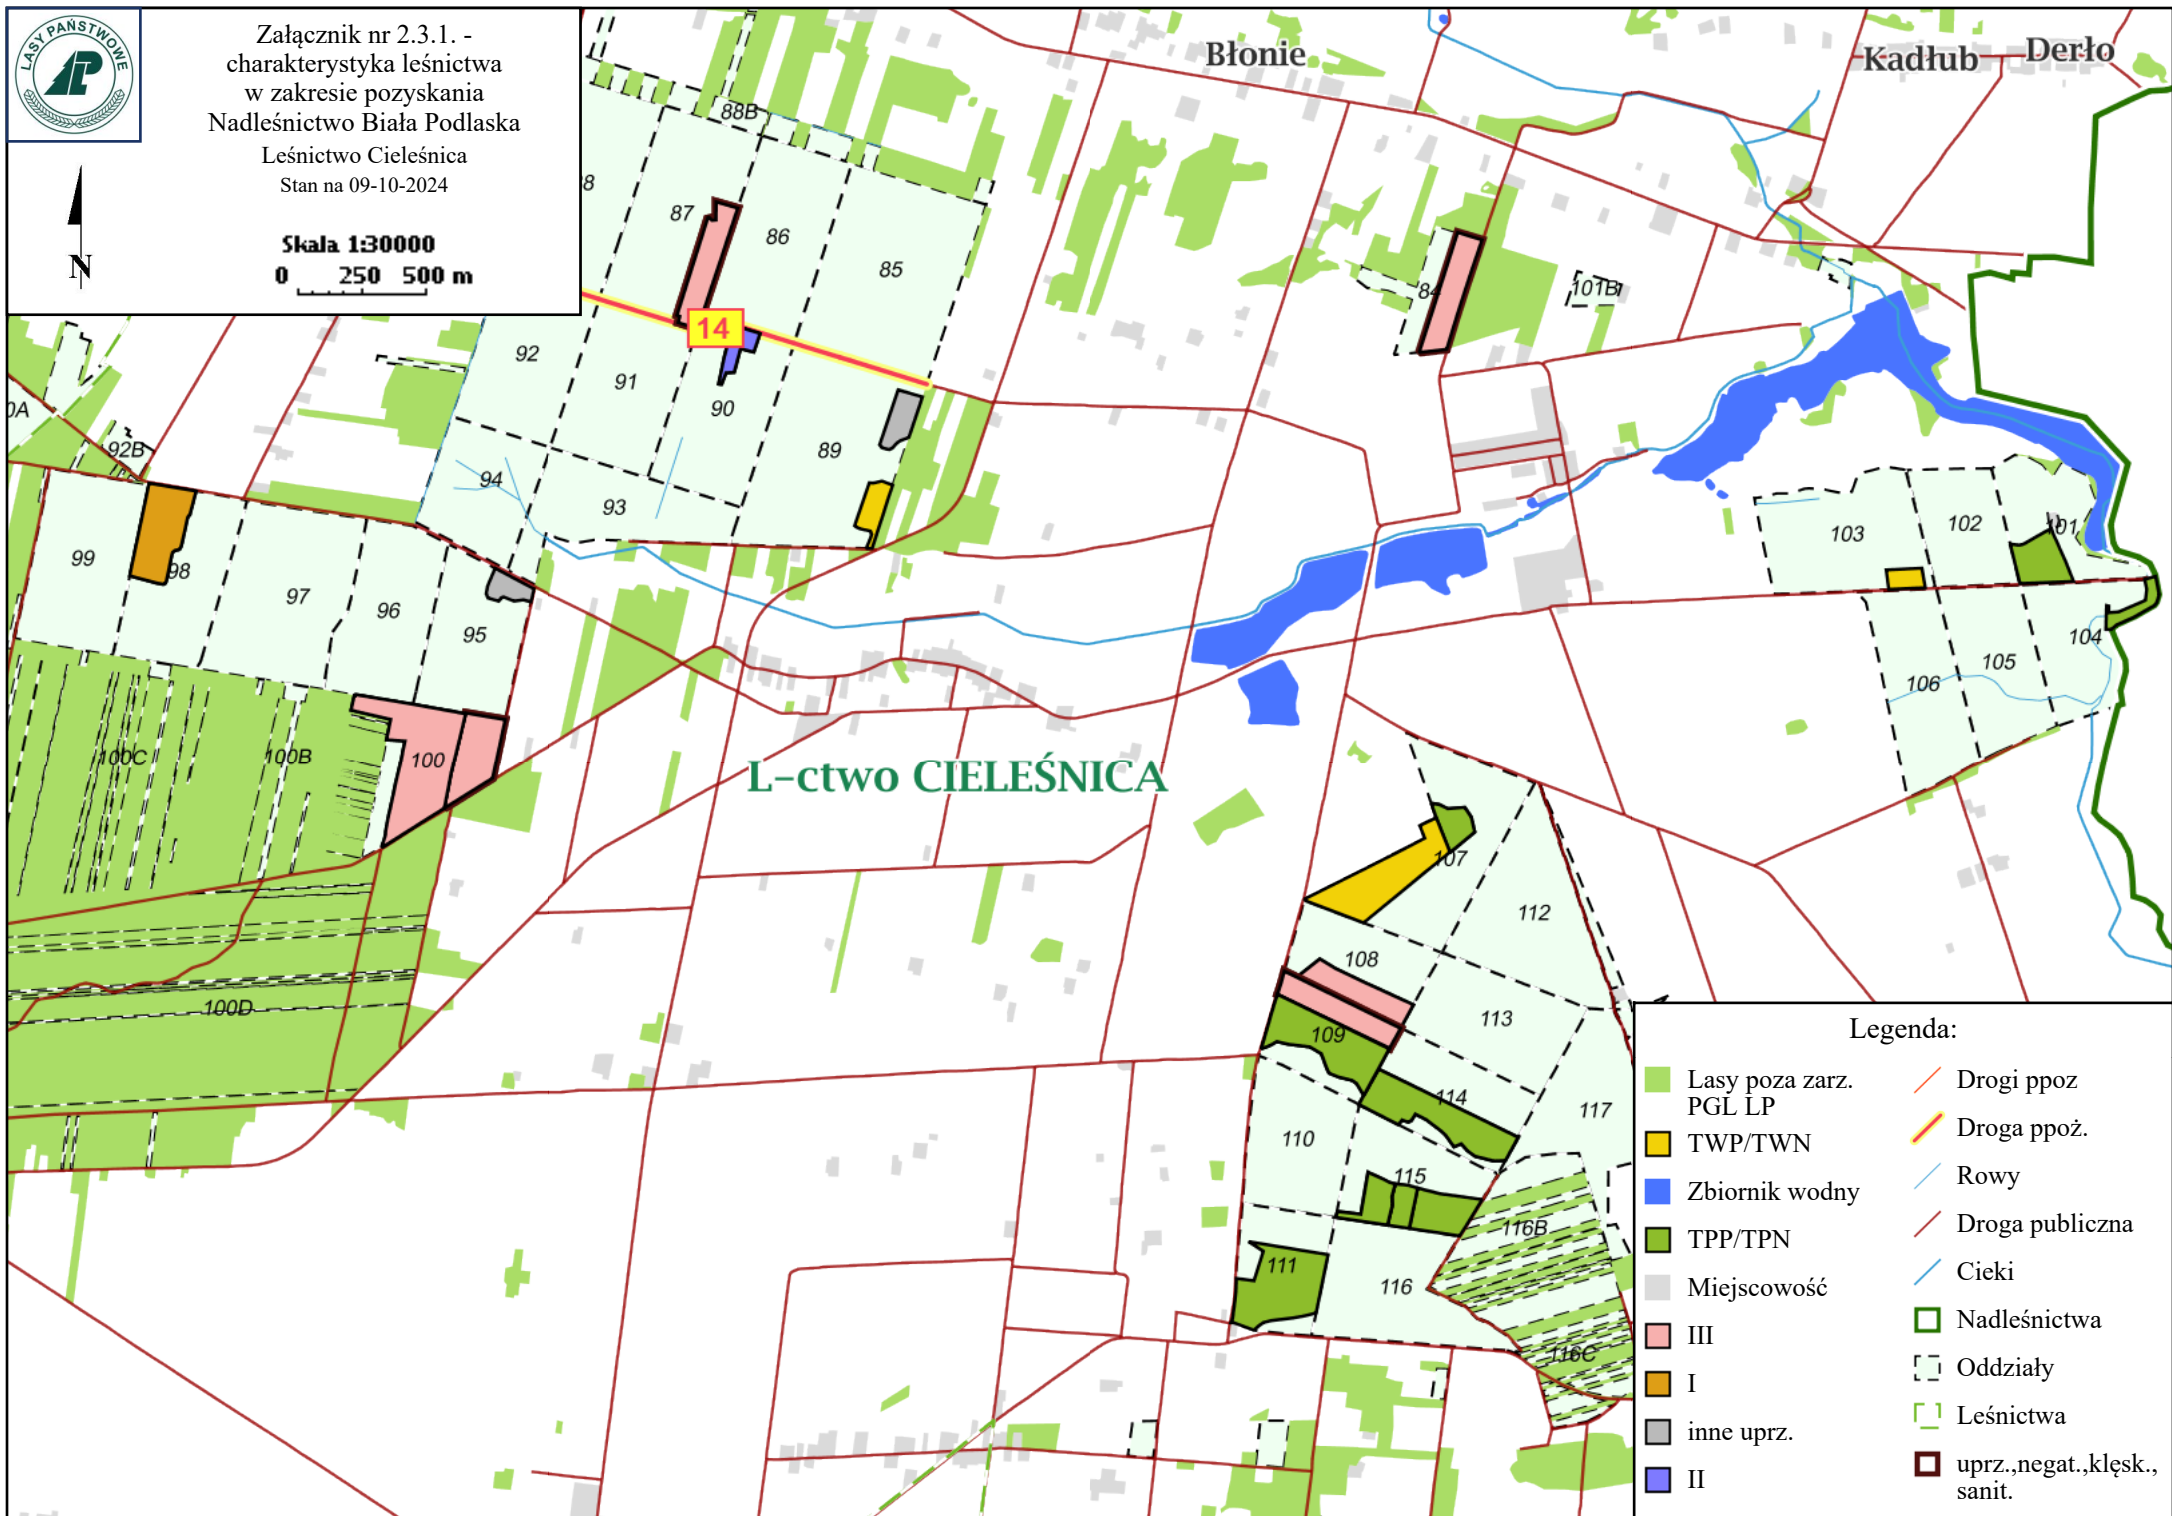 LASY PAŃSTWOWE
Załącznik nr 2.3.1. -
charakterystyka leśnictwa
w zakresie pozyskania
Nadleśnictwo Biała Podlaska
Leśnictwo Cieleśnica
Stan na 09-10-2024
N
Skala 1:30000
0 250 500 m
Błonie
Kadłub
Derło
88B
8
87
86
85
84
101B
14
92
91
90
89
0A
92B
94
93
99
98
97
96
95
103
102
101
104
105
106
100C
100B
100
L-ctwo CIELEŚNICA
107
112
108
113
109
100D
114
117
110
115
116B
111
116
116C
Legenda:
Lasy poza zarz.
PGL LP
TWP/TWN
Zbiornik wodny
TPP/TPN
Miejscowość
III
I
inne uprz.
II
Drogi ppoz
Droga ppoż.
Rowy
Droga publiczna
Cieki
Nadleśnictwa
Oddziały
Leśnictwa
uprz.,negat.,klęsk.,
sanit.